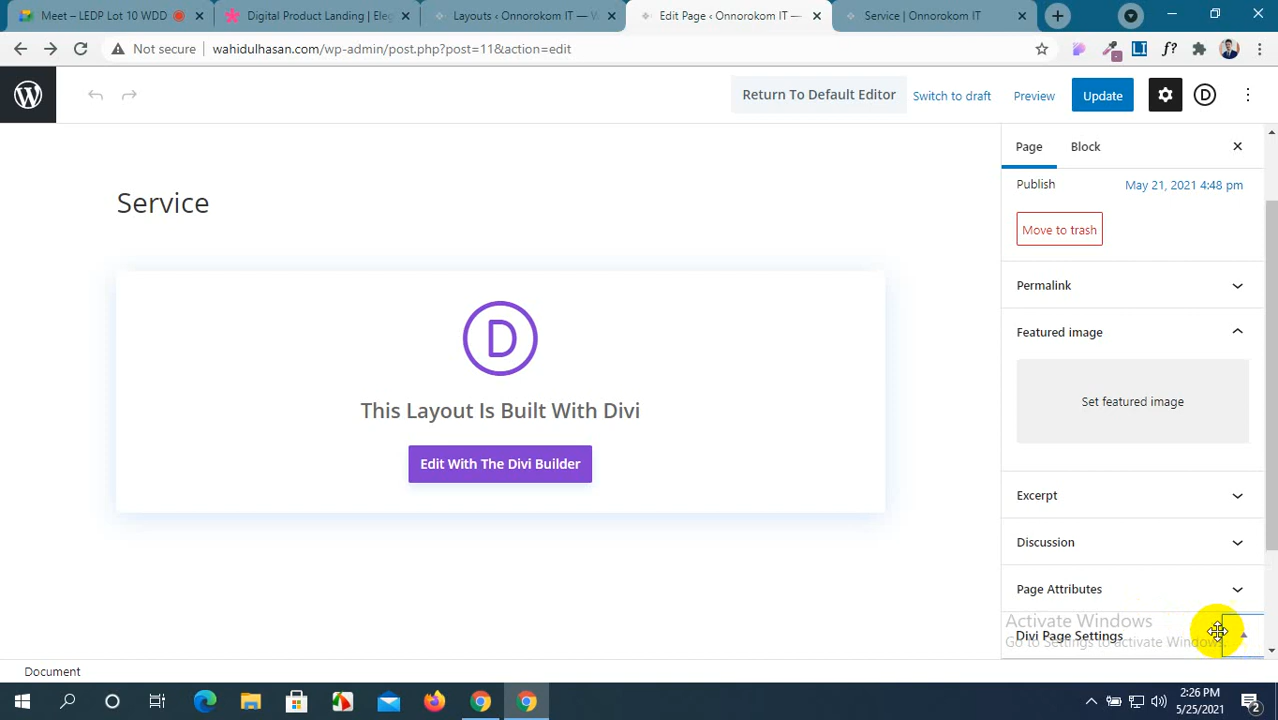 Meet – LEDP Lot 10 WDD
Digital Product Landing | Eleg
Layouts ‹ Onnorokom IT — W
Edit Page ‹ Onnorokom IT —
Service | Onnorokom IT
Not secure
wahidulhasan.com/wp-admin/post.php?post=11&action=edit
Return To Default Editor
Switch to draft
Preview
Update
Page
Block
Publish
May 21, 2021 4:48 pm
Move to trash
Service
Permalink
Featured image
Set featured image
This Layout Is Built With Divi
Edit With The Divi Builder
Excerpt
Discussion
Page Attributes
Activate Windows
Divi Page Settings
Go to Settings to activate Windows.
Document
2:26 PM
5/25/2021
2